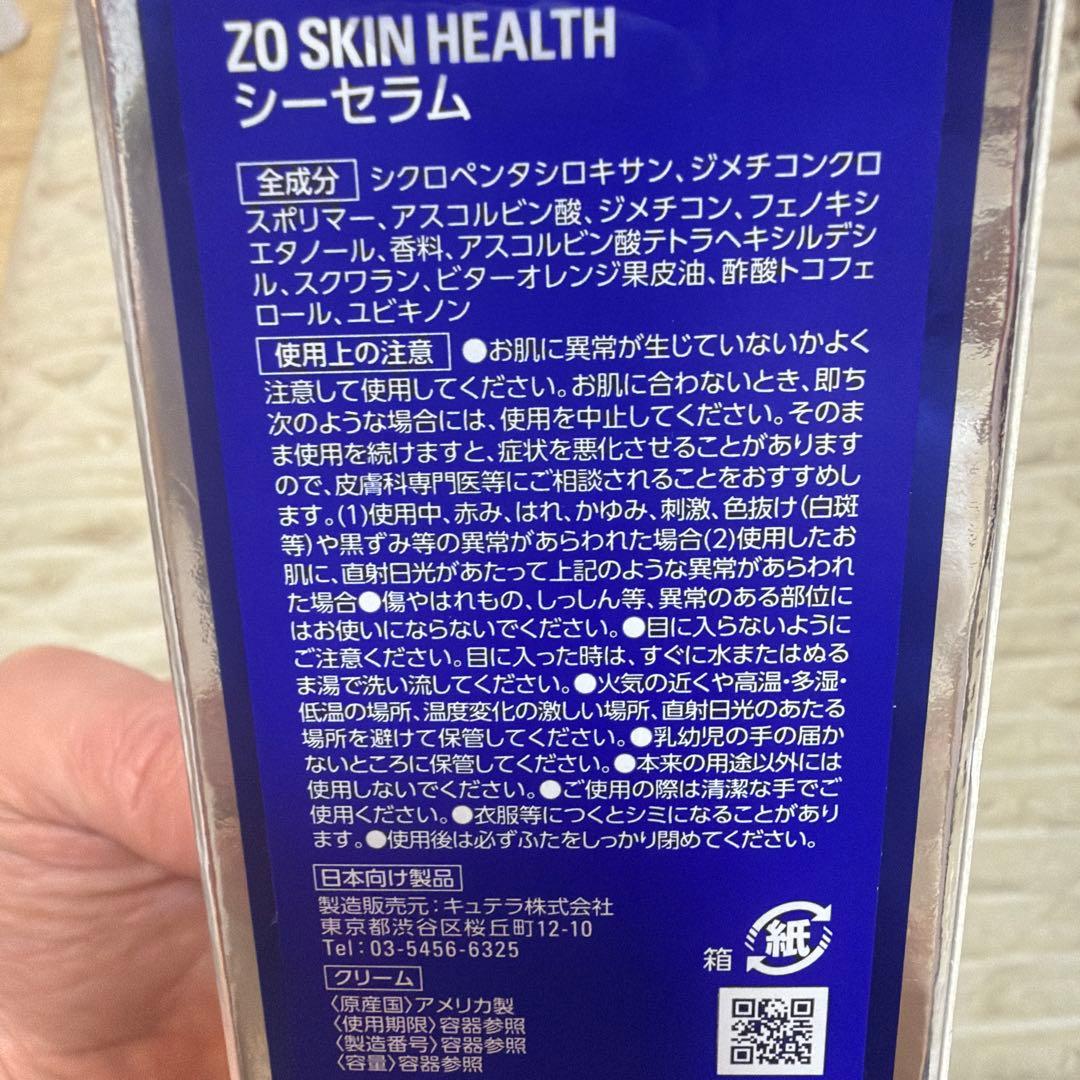 ZO SKIN HEALTH
シーセラム
全成分 シクロペンタシロキサン、ジメチコンクロ
スポリマー、アスコルビン酸、ジメチコン、フェノキシ
エタノール、香料、アスコルビン酸テトラヘキシルデシ
ル、スクワラン、ビターオレンジ果皮油、酢酸トコフェ
ロール、ユビキノン
使用上の注意 ●お肌に異常が生じていないかよく
注意して使用してください。お肌に合わないとき、即ち
次のような場合には、使用を中止してください。そのま
ま使用を続けますと、症状を悪化させることがあります
ので、皮膚科専門医等にご相談されることをおすすめし
ます。(1)使用中、赤み、はれ、かゆみ、刺激、色抜け(白斑
等)や黒ずみ等の異常があらわれた場合(2)使用したお
肌に、直射日光があたって上記のような異常があらわれ
た場合●傷やはれもの、しっしん等、異常のある部位に
はお使いにならないでください。●目に入らないように
ご注意ください。目に入った時は、すぐに水またはぬる
ま湯で洗い流してください。●火気の近くや高温・多湿・
低温の場所、温度変化の激しい場所、直射日光のあたる
場所を避けて保管してください。●乳幼児の手の届か
ないところに保管してください。●本来の用途以外には
使用しないでください。●ご使用の際は清潔な手でご
使用ください。●衣服等につくとシミになることがあり
ます。●使用後は必ずふたをしっかり閉めてください。
日本向け製品
製造販売元:キュテラ株式会社
東京都渋谷区桜丘町12-10
Tel:03-5456-6325
箱 紙
クリーム
〈原産国〉アメリカ製
〈使用期限〉容器参照
〈製造番号〉容器参照
〈容量〉容器参照